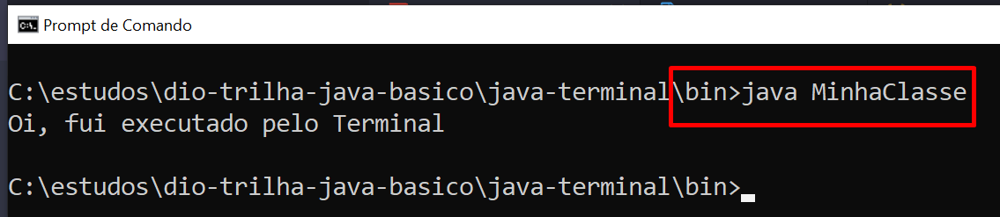 Prompt de Comando
C:\estudos\dio-trilha-java-basico\java-terminal\bin>java MinhaClasse
Oi, fui executado pelo Terminal
C:\estudos\dio-trilha-java-basico\java-terminal\bin>